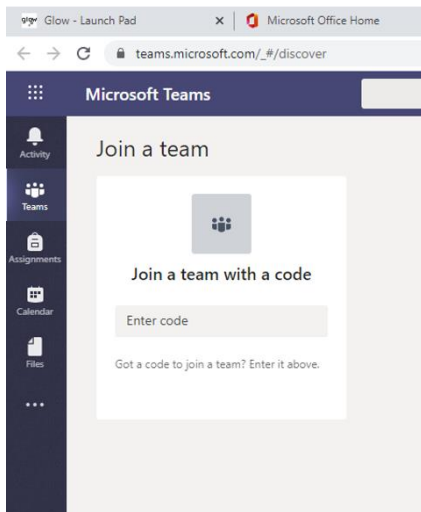 glow Glow - Launch Pad
Microsoft Office Home
teams.microsoft.com/_#/discover
Microsoft Teams
Activity
Join a team
Teams
Join a team with a code
Assignments
Enter code
Calendar
Got a code to join a team? Enter it above.
Files